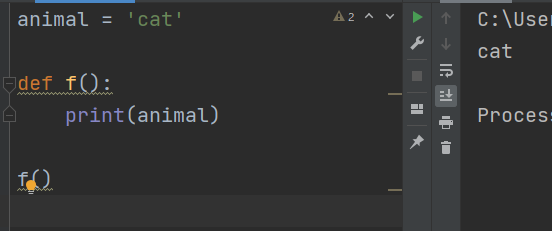 animal = 'cat'
2
def f():
    print(animal)
f()
C:\User
cat
Process